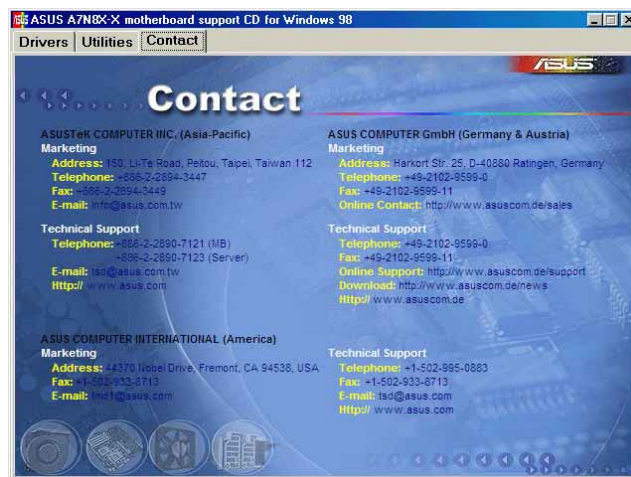 ASUS A7N8X-X motherboard support CD for Windows 98
Drivers Utilities Contact
ASUS
Contact
ASUSTeK COMPUTER INC. (Asia-Pacific)
Marketing
Address: 150, Li-Te Road, Peitou, Taipei, Taiwan 112
Telephone: +886-2-2894-3447
Fax: +886-2-2894-3449
E-mail: info@asus.com.tw
Technical Support
Telephone: +886-2-2890-7121 (MB)
+886-2-2890-7123 (Server)
E-mail: tsd@asus.com.tw
Http:// www.asus.com
ASUS COMPUTER GmbH (Germany & Austria)
Marketing
Address: Harkort Str. 25, D-40880 Ratingen, Germany
Telephone: +49-2102-9599-0
Fax: +49-2102-9599-11
Online Contact: http://www.asuscom.de/sales
Technical Support
Telephone: +49-2102-9599-0
Fax: +49-2102-9599-11
Online Support: http://www.asuscom.de/support
Download: http://www.asuscom.de/news
Http:// www.asuscom.de
ASUS COMPUTER INTERNATIONAL (America)
Marketing
Address: 44370 Nobel Drive, Fremont, CA 94538, USA
Fax: +1-502-933-8713
E-mail: tmd1@asus.com
Technical Support
Telephone: +1-502-995-0883
Fax: +1-502-933-8713
E-mail: tsd@asus.com
Http:// www.asus.com